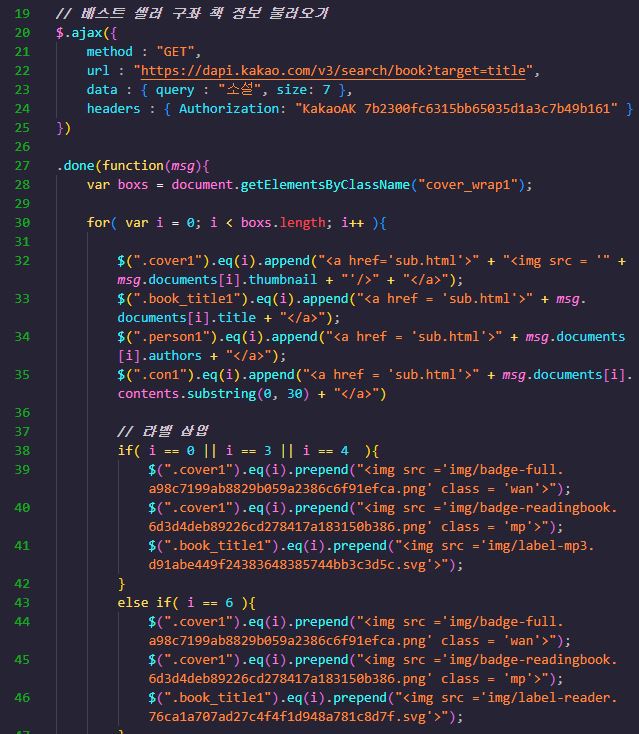 19 // 베스트 셀러 구좌 책 정보 불러오기
20 $.ajax({
21 method : "GET",
22 url : "https://dapi.kakao.com/v3/search/book?target=title",
23 data : { query : "소설", size: 7 },
24 headers : { Authorization: "KakaoAK 7b2300fc6315bb65035d1a3c7b49b161" }
25 })
26
27 .done(function(msg){
28 var boxs = document.getElementsByClassName("cover_wrap1");
29
30 for( var i = 0; i < boxs.length; i++ ){
31
32 $(".cover1").eq(i).append("<a href='sub.html'>" + "<img src = '" +
msg.documents[i].thumbnail + "'/>" + "</a>");
33 $(".book_title1").eq(i).append("<a href = 'sub.html'>" + msg.
documents[i].title + "</a>");
34 $(".person1").eq(i).append("<a href = 'sub.html'>" + msg.documents
[i].authors + "</a>");
35 $(".con1").eq(i).append("<a href = 'sub.html'>" + msg.documents[i].
contents.substring(0, 30) + "</a>")
36
37 // 라벨 삽입
38 if( i == 0 || i == 3 || i == 4 ){
39 $(".cover1").eq(i).prepend("<img src ='img/badge-full.
a98c7199ab8829b059a2386c6f91efca.png' class = 'wan'>");
40 $(".cover1").eq(i).prepend("<img src ='img/badge-readingbook.
6d3d4deb89226cd278417a183150b386.png' class = 'mp'>");
41 $(".book_title1").eq(i).prepend("<img src ='img/label-mp3.
d91abe449f24383648385744bb3c3d5c.svg'>");
42 }
43 else if( i == 6 ){
44 $(".cover1").eq(i).prepend("<img src ='img/badge-full.
a98c7199ab8829b059a2386c6f91efca.png' class = 'wan'>");
45 $(".cover1").eq(i).prepend("<img src ='img/badge-readingbook.
6d3d4deb89226cd278417a183150b386.png' class = 'mp'>");
46 $(".book_title1").eq(i).prepend("<img src ='img/label-reader.
76ca1a707ad27c4f4f1d948a781c8d7f.svg'>");